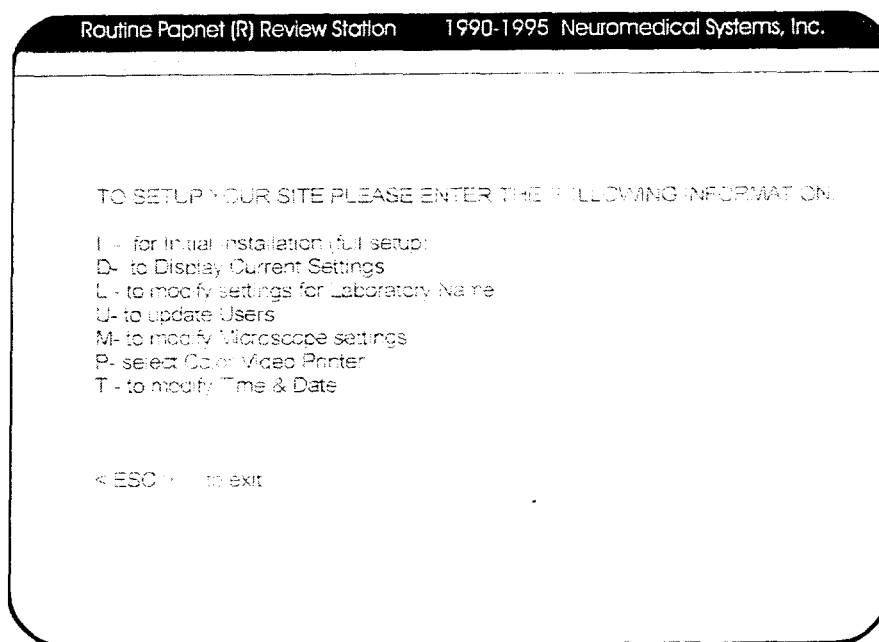 Routine Papnet (R) Review Station 1990-1995 Neuromedical Systems, Inc.
TO SETUP YOUR SITE PLEASE ENTER THE FOLLOWING INFORMATION.
I - for Initial installation (full setup)
D- to Display Current Settings
L - to modify settings for Laboratory Name
U- to update Users
M- to modify Microscope settings
P- select Color Video Printer
T - to modify Time & Date
< ESC > to exit